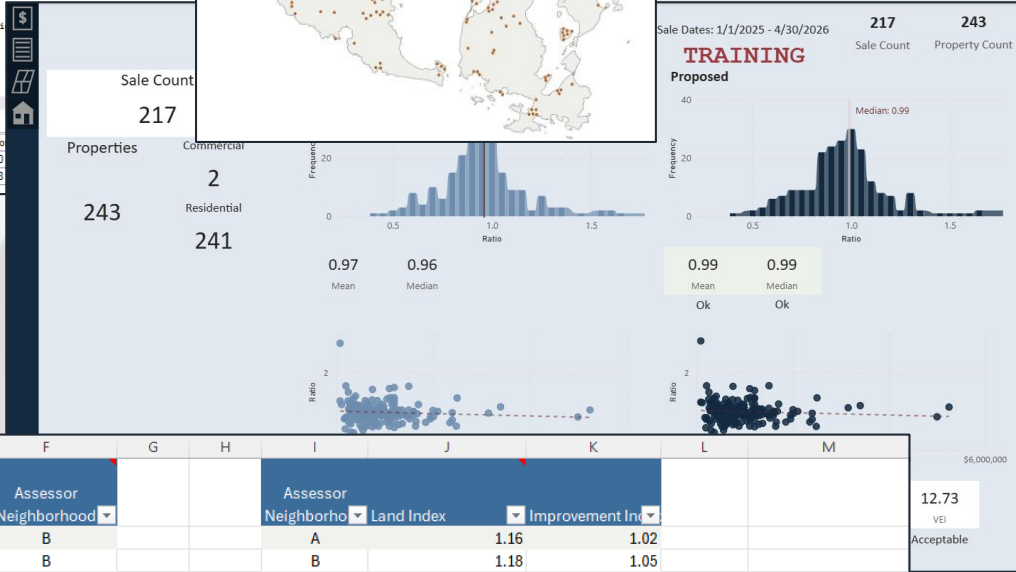 $
Sale Count
217
Properties
243
Commercial
2
Residential
241
Sale Dates: 1/1/2025 - 4/30/2026
217
Sale Count
243
Property Count
TRAINING
Proposed
20
0
0.5
1.0
1.5
Ratio
40
20
0
Frequency
Median: 0.99
0.5
1.0
1.5
Ratio
0.97
Mean
0.96
Median
0.99
Mean
Ok
0.99
Median
Ok
2
Ratio
2
Ratio
$6,000,000
12.73
VEI
Acceptable
F G H I J K L M
Assessor
Neighborhood
Assessor
Land Index
B A 1.16 1.02
B B 1.18 1.05